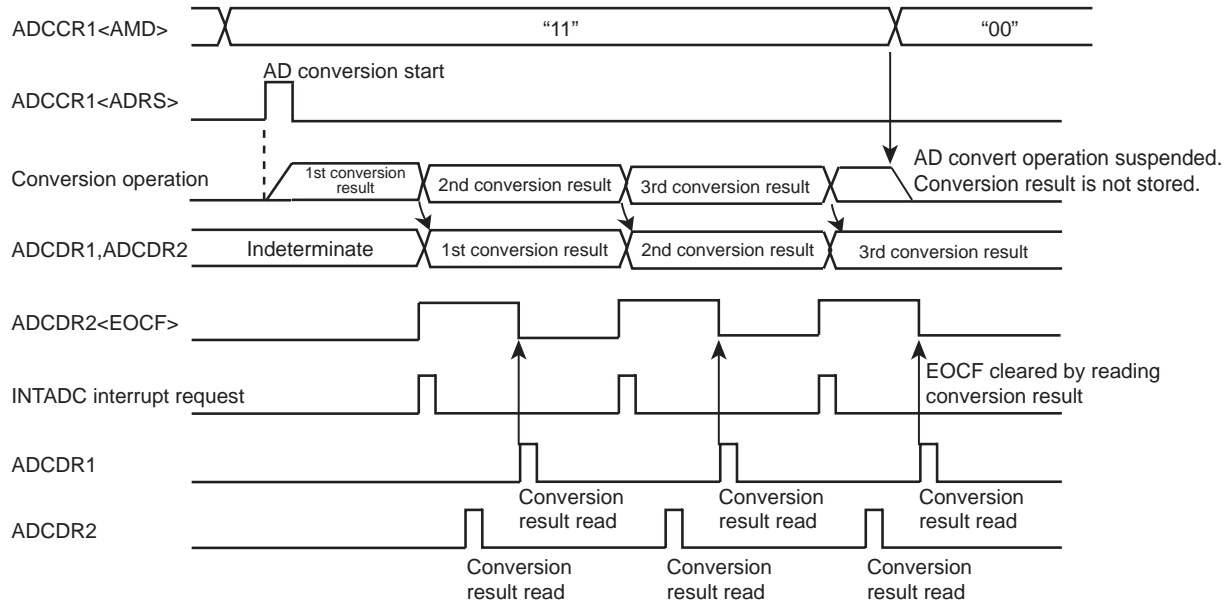 ADCCR1<AMD>
“11”
“00”
AD conversion start
ADCCR1<ADRS>
Conversion operation
1st conversion
result
2nd conversion result
3rd conversion result
AD convert operation suspended.
Conversion result is not stored.
ADCDR1,ADCDR2
Indeterminate
1st conversion result
2nd conversion result
3rd conversion result
ADCDR2<EOCF>
INTADC interrupt request
EOCF cleared by reading
conversion result
ADCDR1
Conversion
result read
Conversion
result read
Conversion
result read
ADCDR2
Conversion
result read
Conversion
result read
Conversion
result read